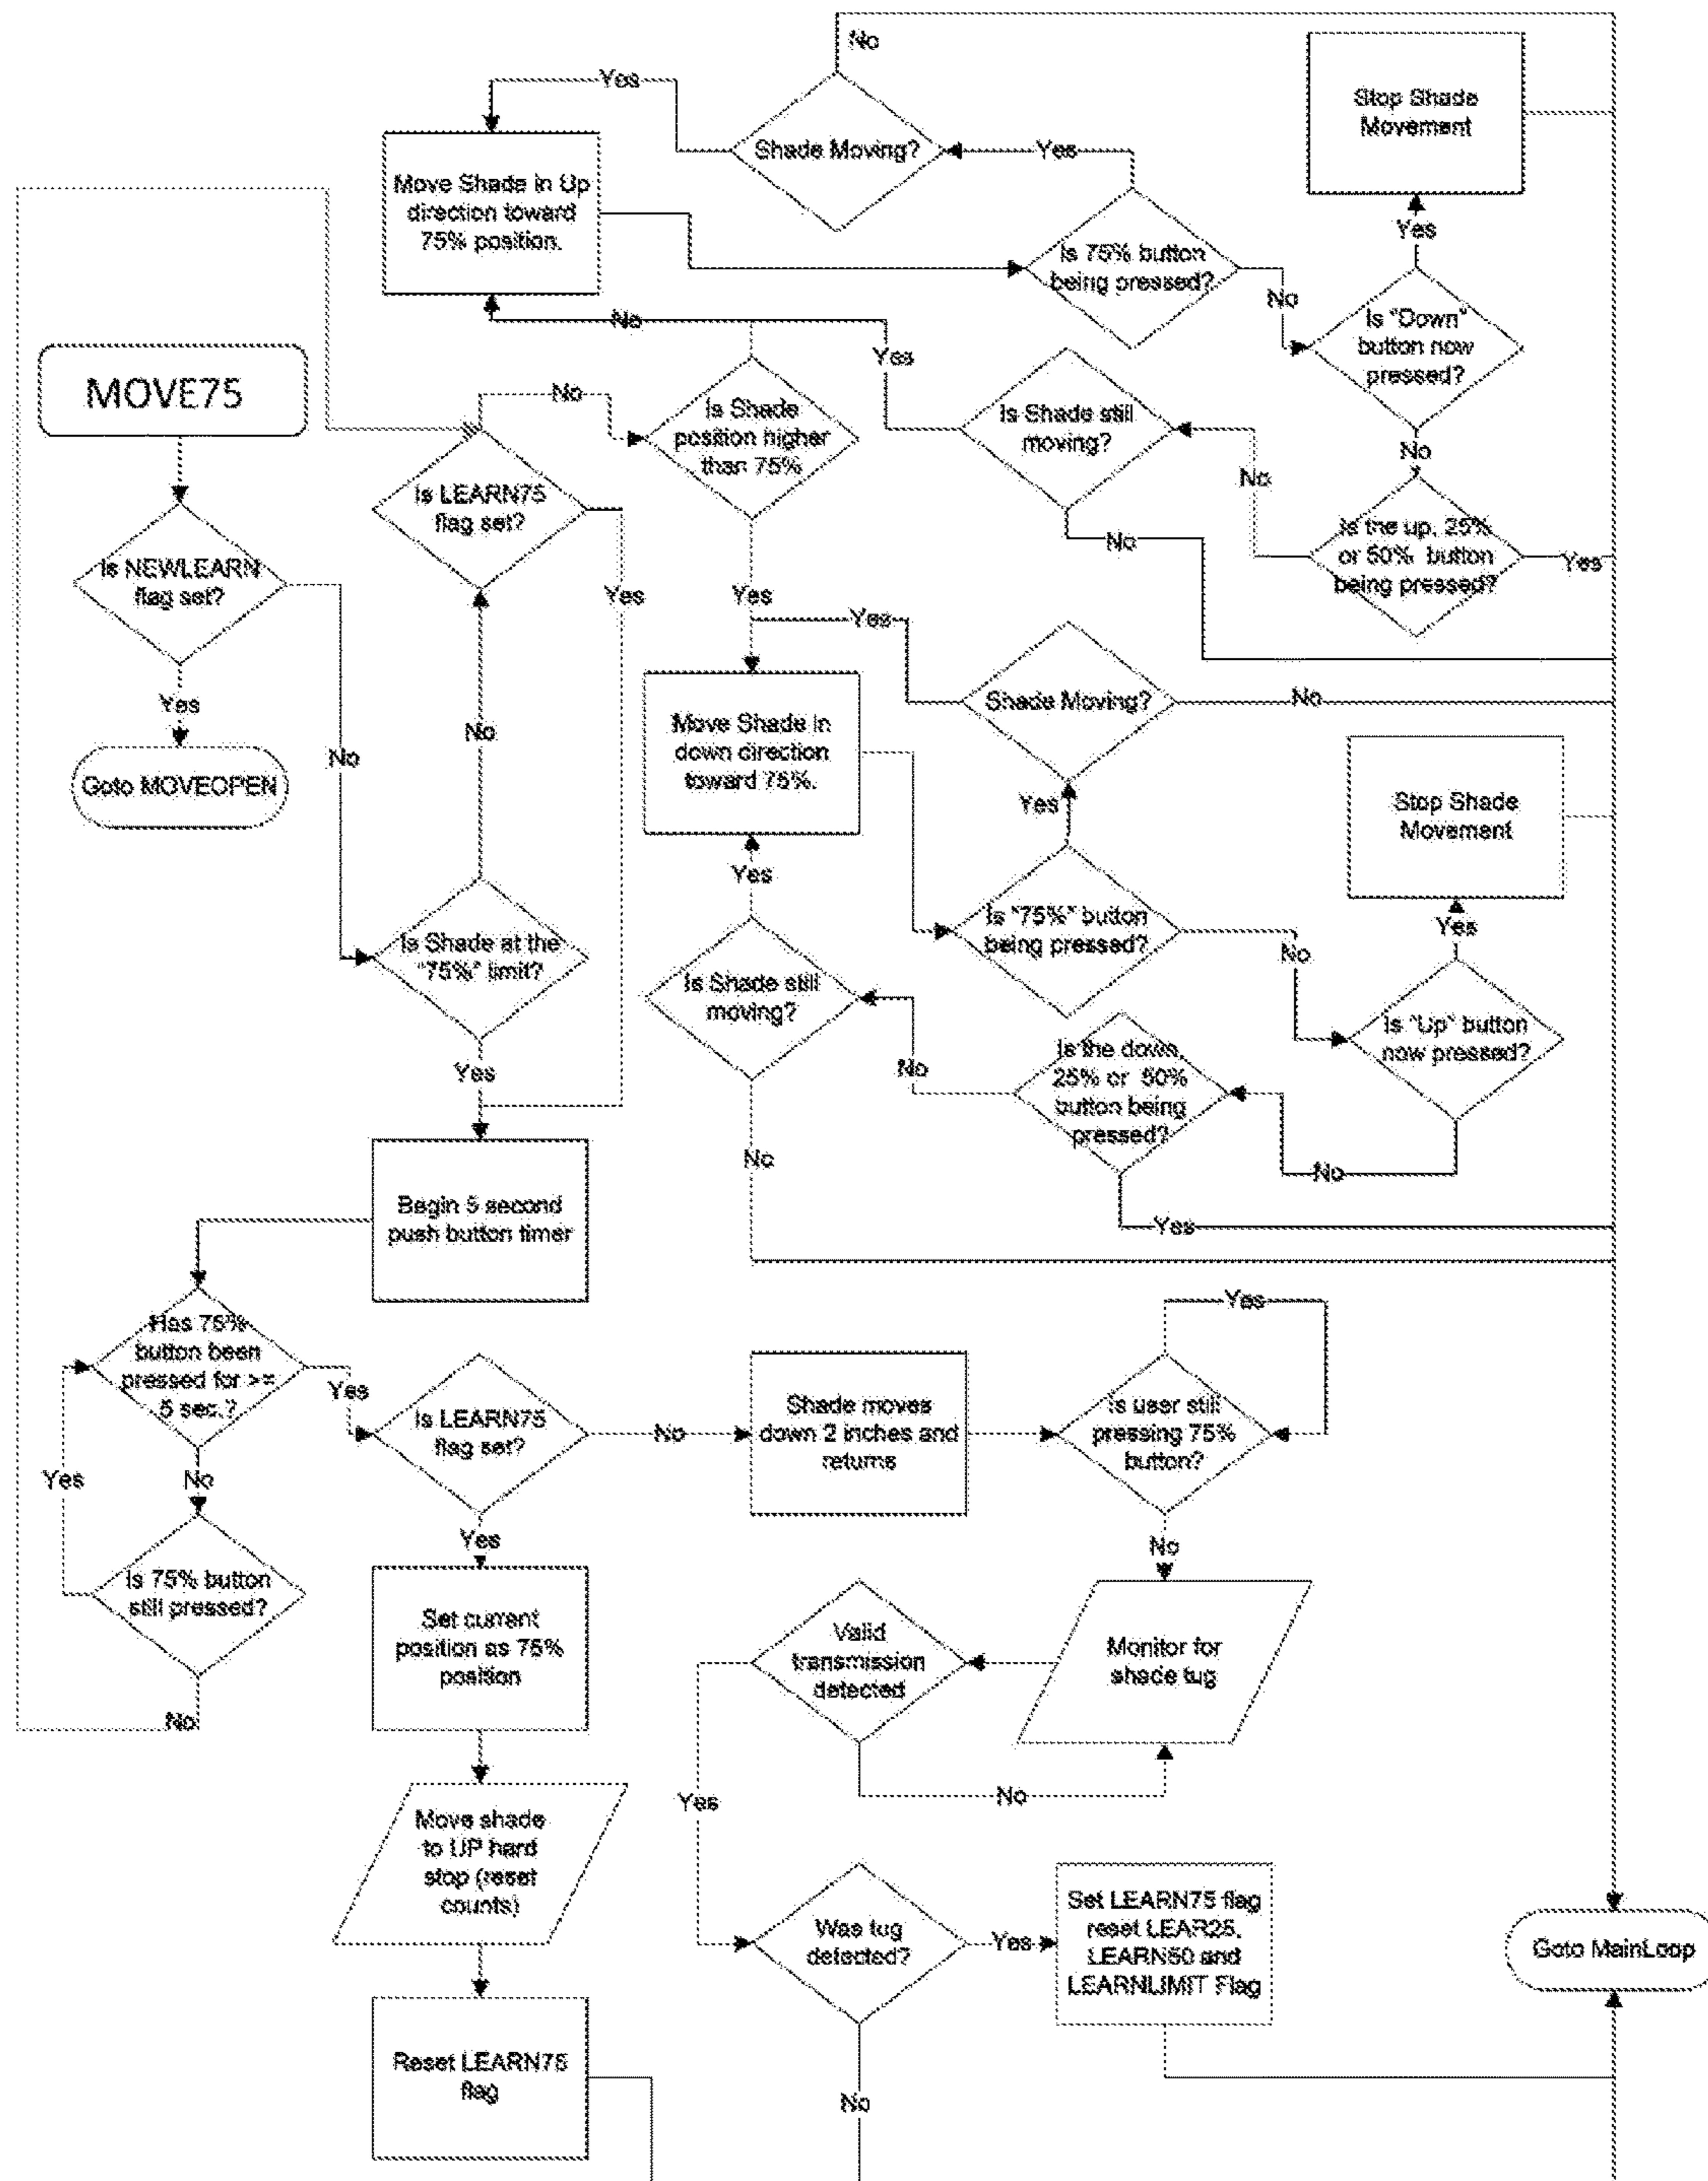 No
Stop Shade
Movement
Yes
Shade Moving?
Yes
Move Shade in Up
direction toward
75% position.
Yes
Is 75% button
being pressed?
No
No
Is "Down"
button now
pressed?
Yes
MOVE75
No
Is Shade
position higher
than 75%
Is Shade still
moving?
No
No
Is LEARN75
flag set?
No
Is the up, 25%
or 50% button
being pressed?
Yes
Is NEWLEARN
flag set?
Yes
Yes
Yes
Yes
Shade Moving?
No
No
No
Goto MOVEOPEN
Move Shade in
down direction
toward 75%.
Yes
Stop Shade
Movement
Yes
Is "75%" button
being pressed?
Yes
No
Is Shade at the
"75%" limit?
Is Shade still
moving?
Is "Up" button
now pressed?
Yes
No
Is the down,
25% or 50%
button being
pressed?
No
No
Yes
Begin 5 second
push button timer
Yes
Has 75%
button been
pressed for >=
5 sec.?
Yes
Is LEARN75
flag set?
No
Shade moves
down 2 inches and
returns
Is user still
pressing 75%
button?
Yes
No
Yes
No
Is 75% button
still pressed?
No
Set current
position as 75%
position
Valid
transmission
detected
Monitor for
shade tug
No
Yes
Move shade
to UP hard
stop (reset
counts)
Was tug
detected?
Yes
Set LEARN75 flag
reset LEAR25,
LEARN50 and
LEARNLIMIT Flag
Goto MainLoop
Reset LEARN75
flag
No